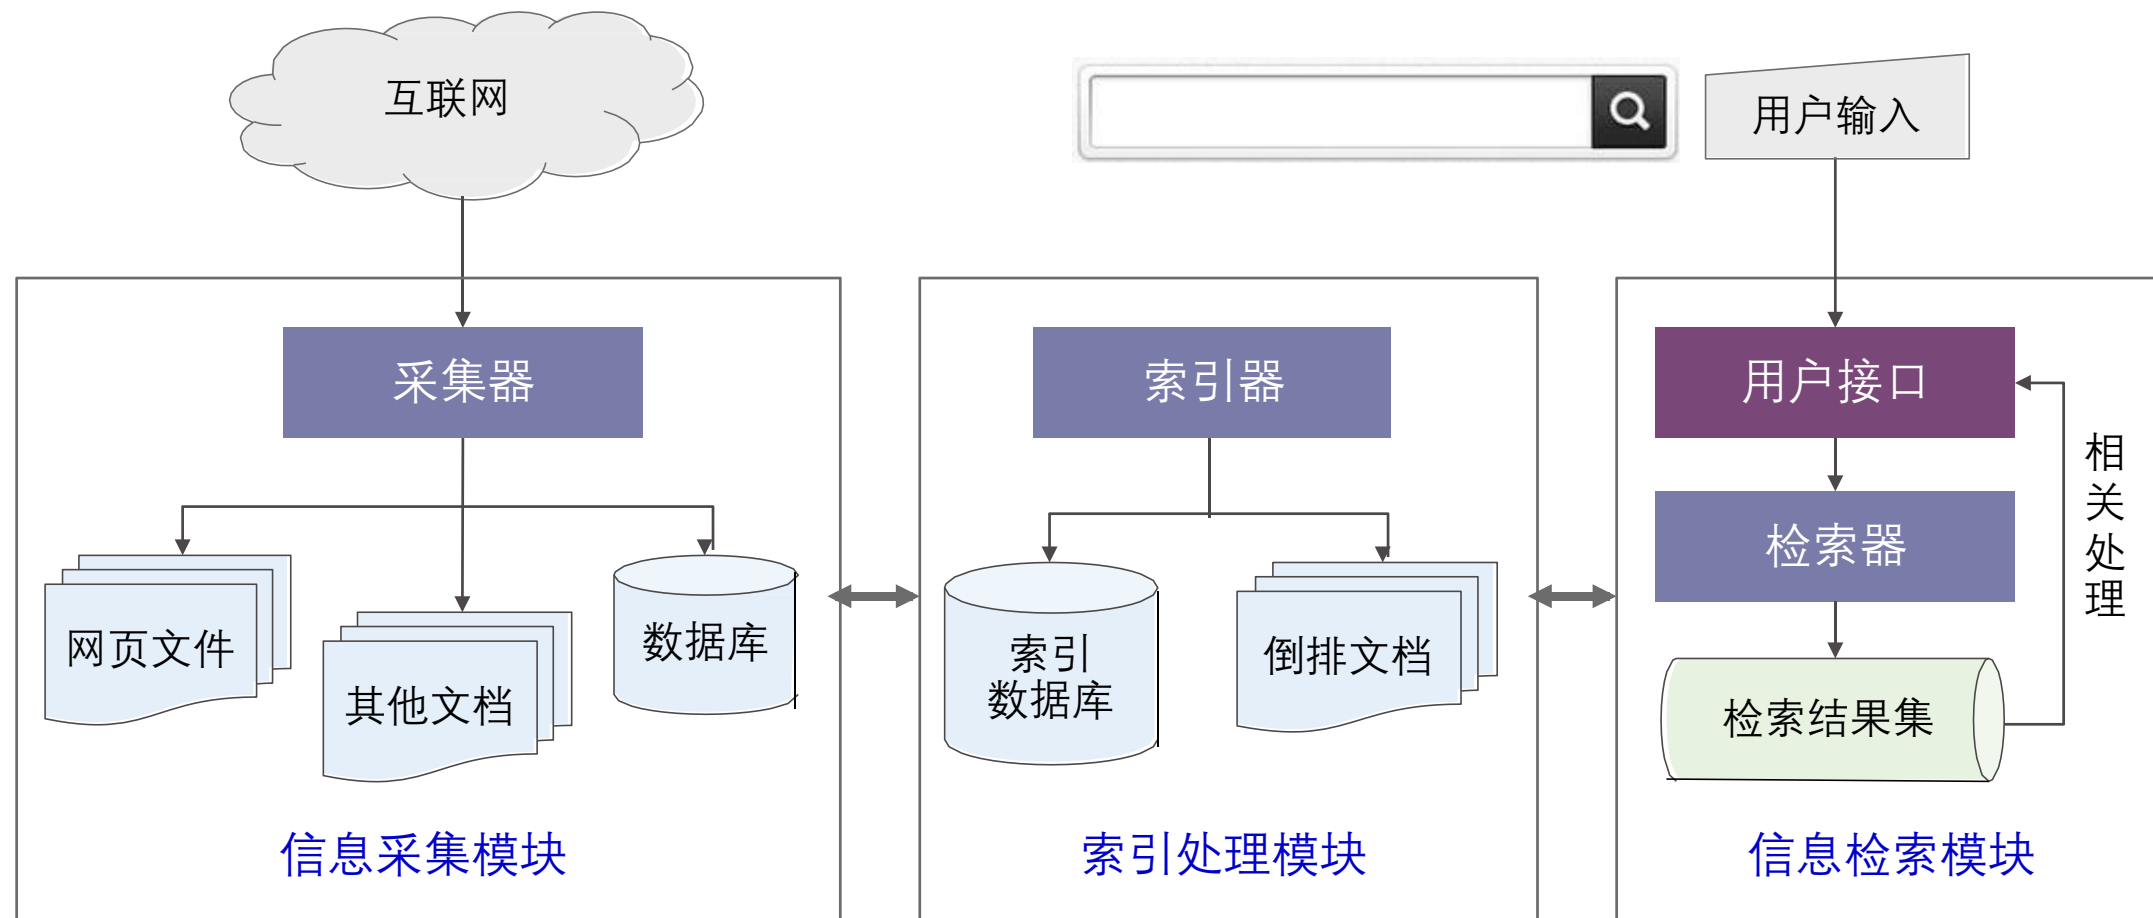 互联网
用户输入
采集器
网页文件
其他文档
数据库
信息采集模块
索引器
索引
数据库
倒排文档
索引处理模块
用户接口
检索器
检索结果集
相关处理
信息检索模块